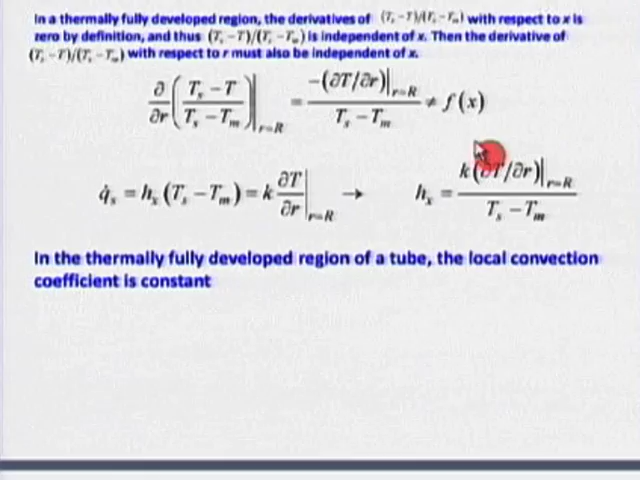 In a thermally fully developed region, the derivatives of (Tₛ − T)/(Tₛ − Tₘ) with respect to x is
zero by definition, and thus (Tₛ − T)/(Tₛ − Tₘ) is independent of x. Then the derivative of
(Tₛ − T)/(Tₛ − Tₘ) with respect to r must also be independent of x.
∂/∂r ((Tₛ − T)/(Tₛ − Tₘ))|ᵣ₌R = −(∂T/∂r)|ᵣ₌R / (Tₛ − Tₘ) ≠ f(x)
q̇ₛ = hₓ(Tₛ − Tₘ) = k ∂T/∂r|ᵣ₌R → hₓ = k(∂T/∂r)|ᵣ₌R / (Tₛ − Tₘ)
In the thermally fully developed region of a tube, the local convection
coefficient is constant